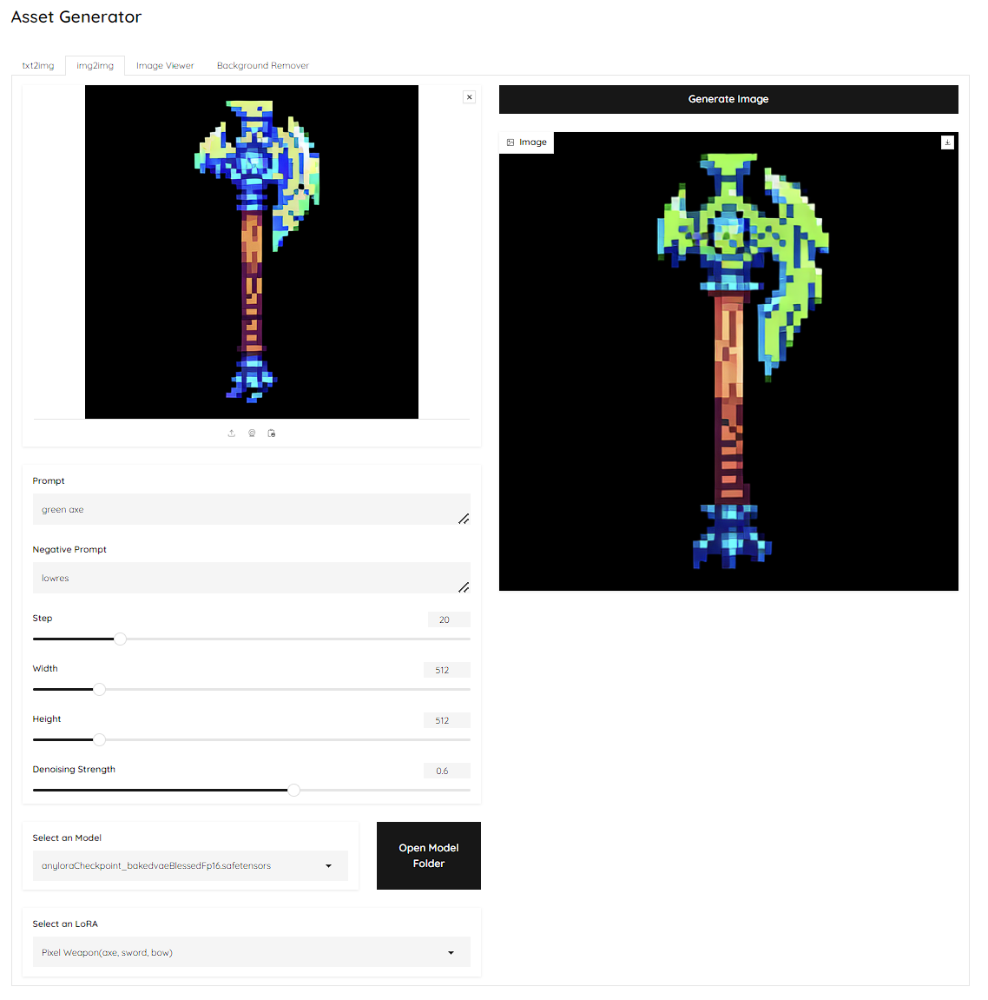 Asset Generator
txt2img
img2img
Image Viewer
Background Remover
Generate Image
Image
Prompt
green axe
Negative Prompt
lowres
Step
20
Width
512
Height
512
Denoising Strength
0.6
Select an Model
anyloraCheckpoint_bakedvaeBlessedFp16.safetensors
Open Model
Folder
Select an LoRA
Pixel Weapon(axe, sword, bow)